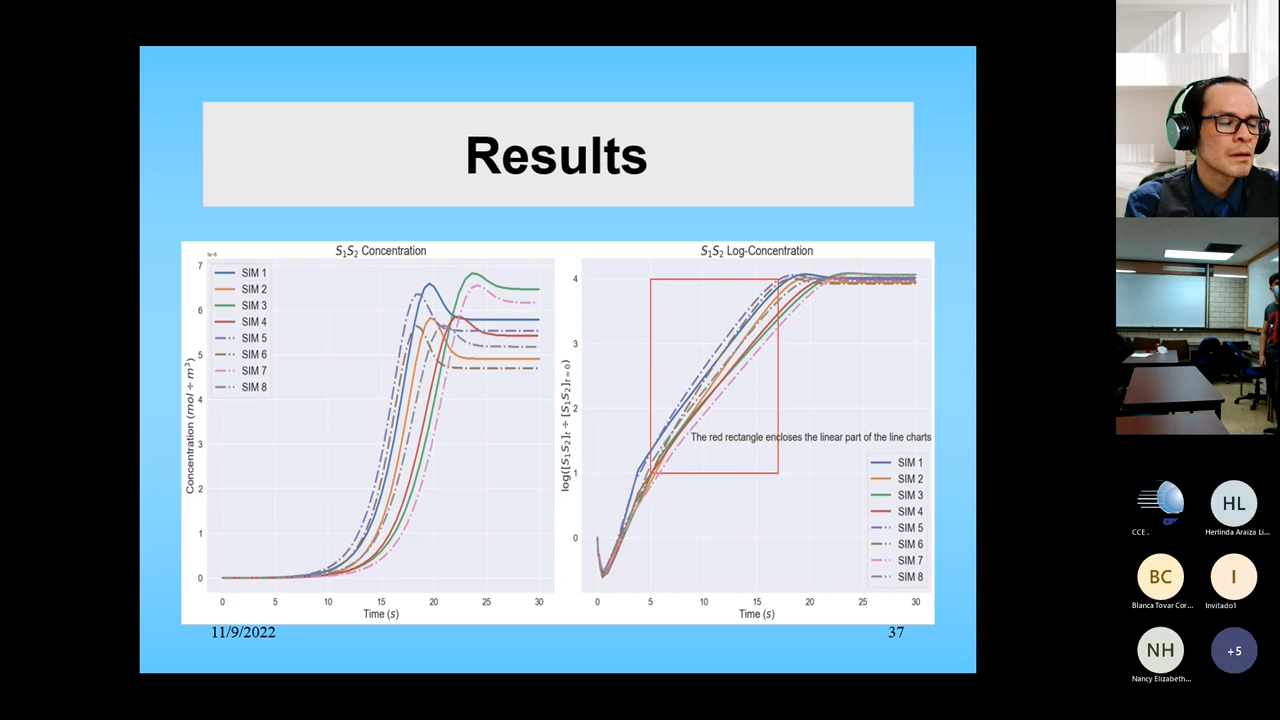 Results
S₁S₂ Concentration
1e-6
7
6
5
4
3
2
1
0
Concentration (mol ÷ m³)
SIM 1
SIM 2
SIM 3
SIM 4
SIM 5
SIM 6
SIM 7
SIM 8
0 5 10 15 20 25 30
Time (s)
S₁S₂ Log-Concentration
4
3
2
1
0
log([S₁S₂]t ÷ [S₁S₂]t=0)
The red rectangle encloses the linear part of the line charts
SIM 1
SIM 2
SIM 3
SIM 4
SIM 5
SIM 6
SIM 7
SIM 8
0 5 10 15 20 25 30
Time (s)
11/9/2022
37
CCE .
HL
Herlinda Araiza Li...
BC
Blanca Tovar Cor...
I
Invitado1
NH
Nancy Elizabeth...
+5